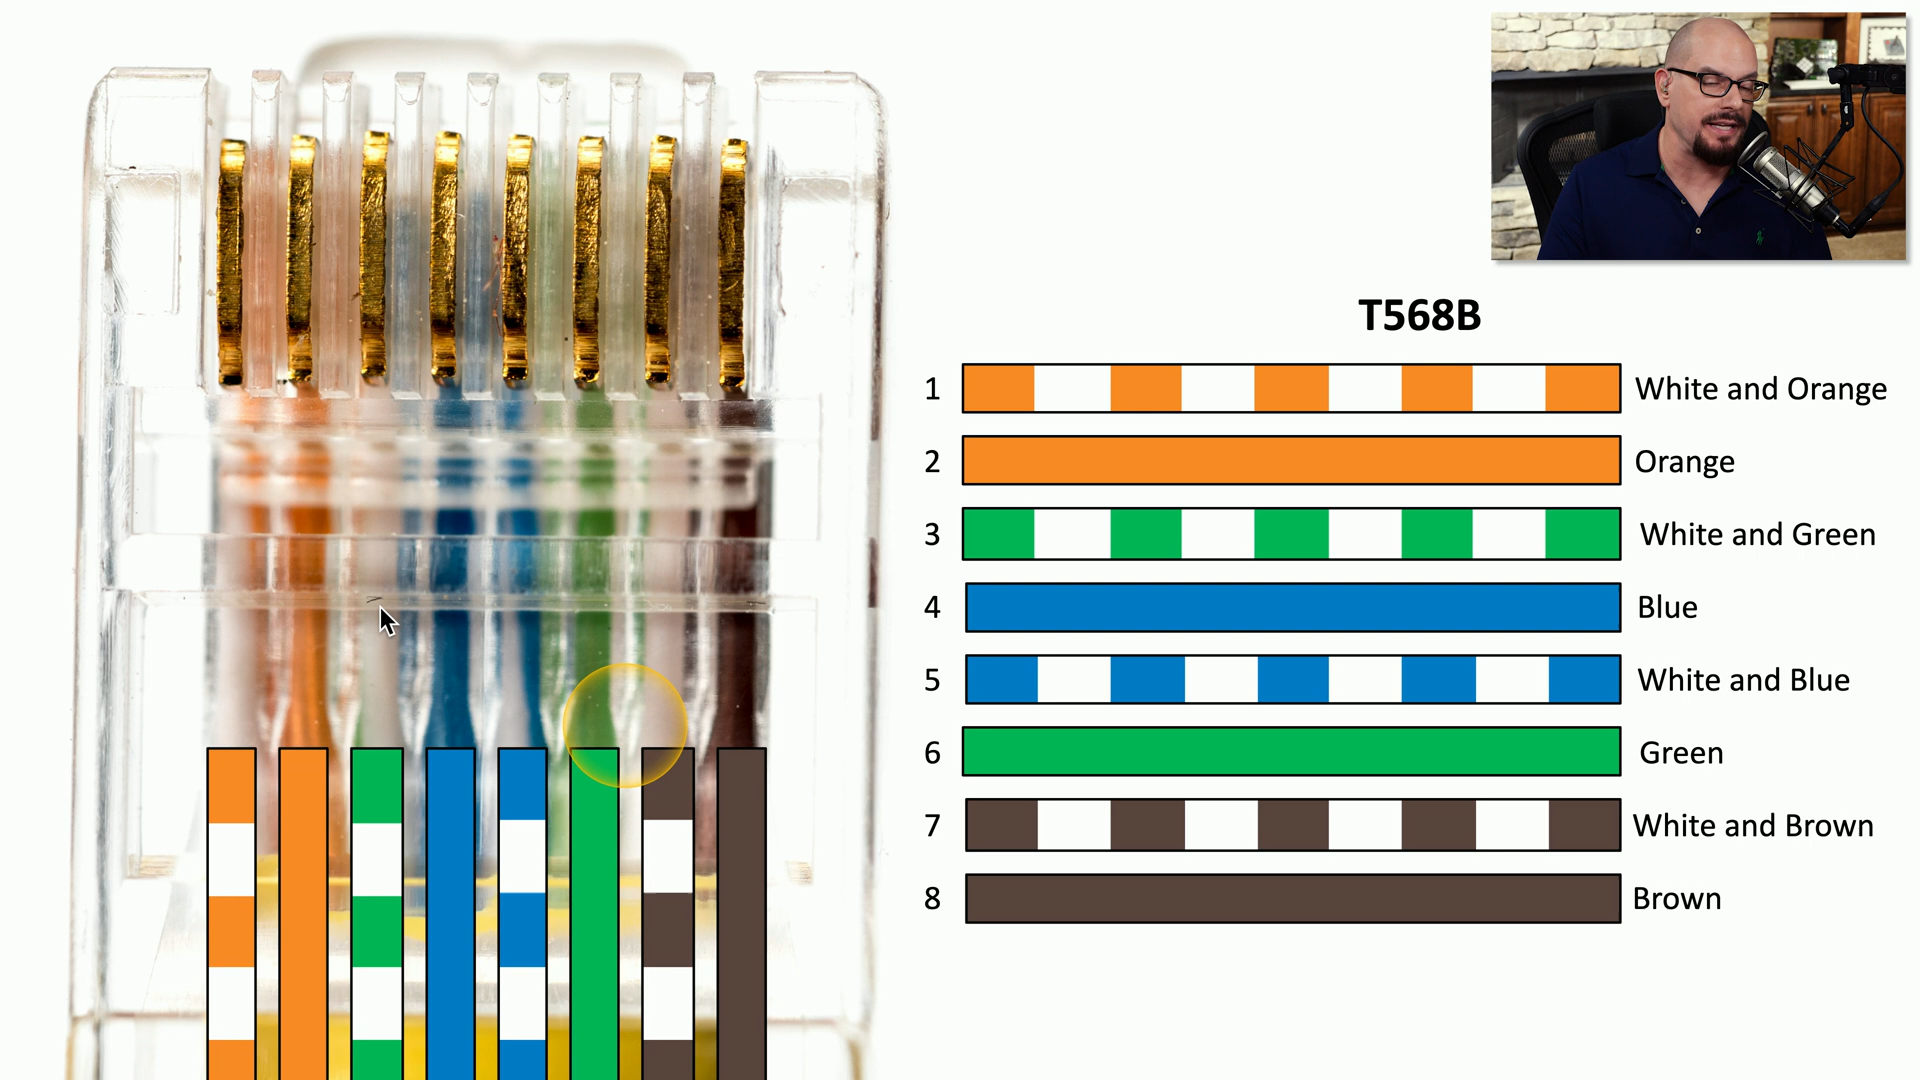 T568B
1 White and Orange
2 Orange
3 White and Green
4 Blue
5 White and Blue
6 Green
7 White and Brown
8 Brown